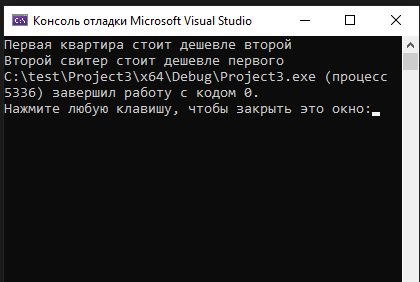 Консоль отладки Microsoft Visual Studio
Первая квартира стоит дешевле второй
Второй свитер стоит дешевле первого
C:\test\Project3\x64\Debug\Project3.exe (процесс
5336) завершил работу с кодом 0.
Нажмите любую клавишу, чтобы закрыть это окно: